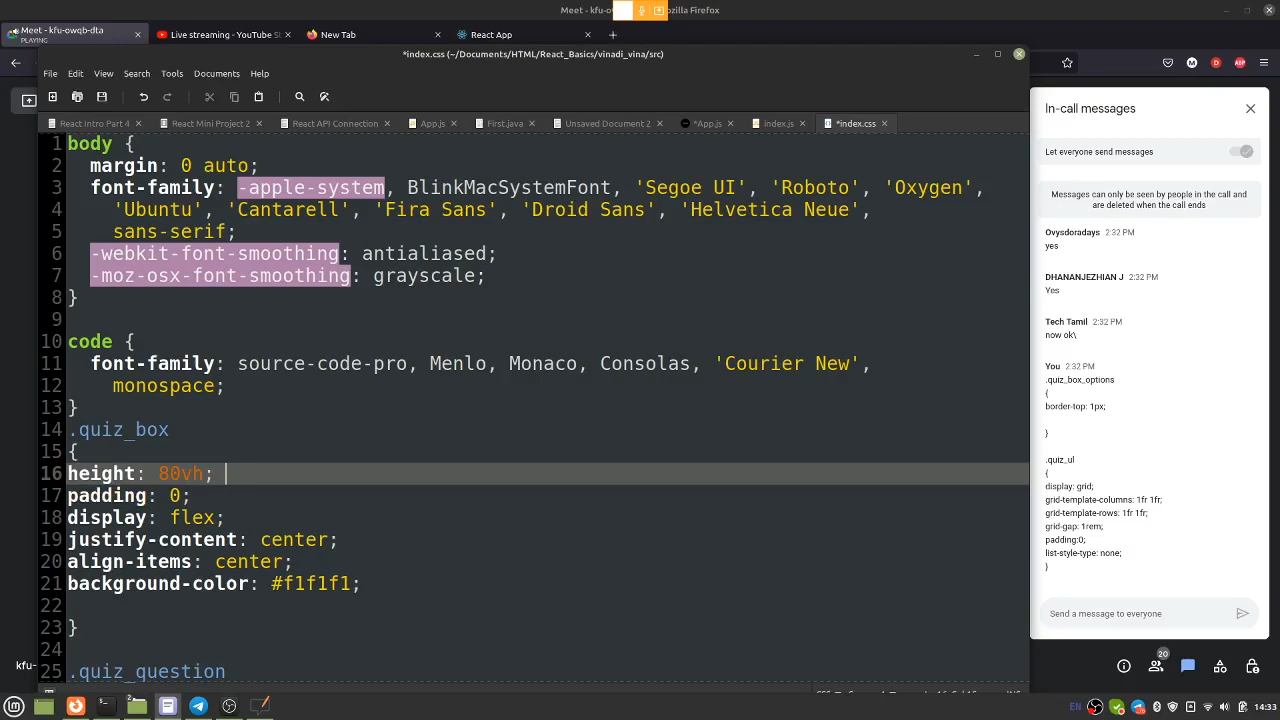 Meet - kfu-ow
ozilla Firefox
Meet - kfu-owqb-dta
PLAYING
Live streaming - YouTube S
New Tab
React App
*index.css (~/Documents/HTML/React_Basics/vinadi_vina/src)
File Edit View Search Tools Documents Help
React Intro Part 4
React Mini Project 2
React API Connection
App.js
First.java
Unsaved Document 2
*App.js
index.js
*index.css
1 body {
2 margin: 0 auto;
3 font-family: -apple-system, BlinkMacSystemFont, 'Segoe UI', 'Roboto', 'Oxygen',
4 'Ubuntu', 'Cantarell', 'Fira Sans', 'Droid Sans', 'Helvetica Neue',
5 sans-serif;
6 -webkit-font-smoothing: antialiased;
7 -moz-osx-font-smoothing: grayscale;
8 }
9
10 code {
11 font-family: source-code-pro, Menlo, Monaco, Consolas, 'Courier New',
12 monospace;
13 }
14 .quiz_box
15 {
16 height: 80vh;
17 padding: 0;
18 display: flex;
19 justify-content: center;
20 align-items: center;
21 background-color: #f1f1f1;
22
23 }
24
25 .quiz_question
In-call messages
Let everyone send messages
Messages can only be seen by people in the call and
are deleted when the call ends
Ovysdoradays 2:32 PM
yes
DHANANJEZHIAN J 2:32 PM
Yes
Tech Tamil 2:32 PM
now ok\
You 2:32 PM
.quiz_box_options
{
border-top: 1px;
}
.quiz_ul
{
display: grid;
grid-template-columns: 1fr 1fr;
grid-template-rows: 1fr 1fr;
grid-gap: 1rem;
padding:0;
list-style-type: none;
}
Send a message to everyone
20
kfu-
EN
14:33